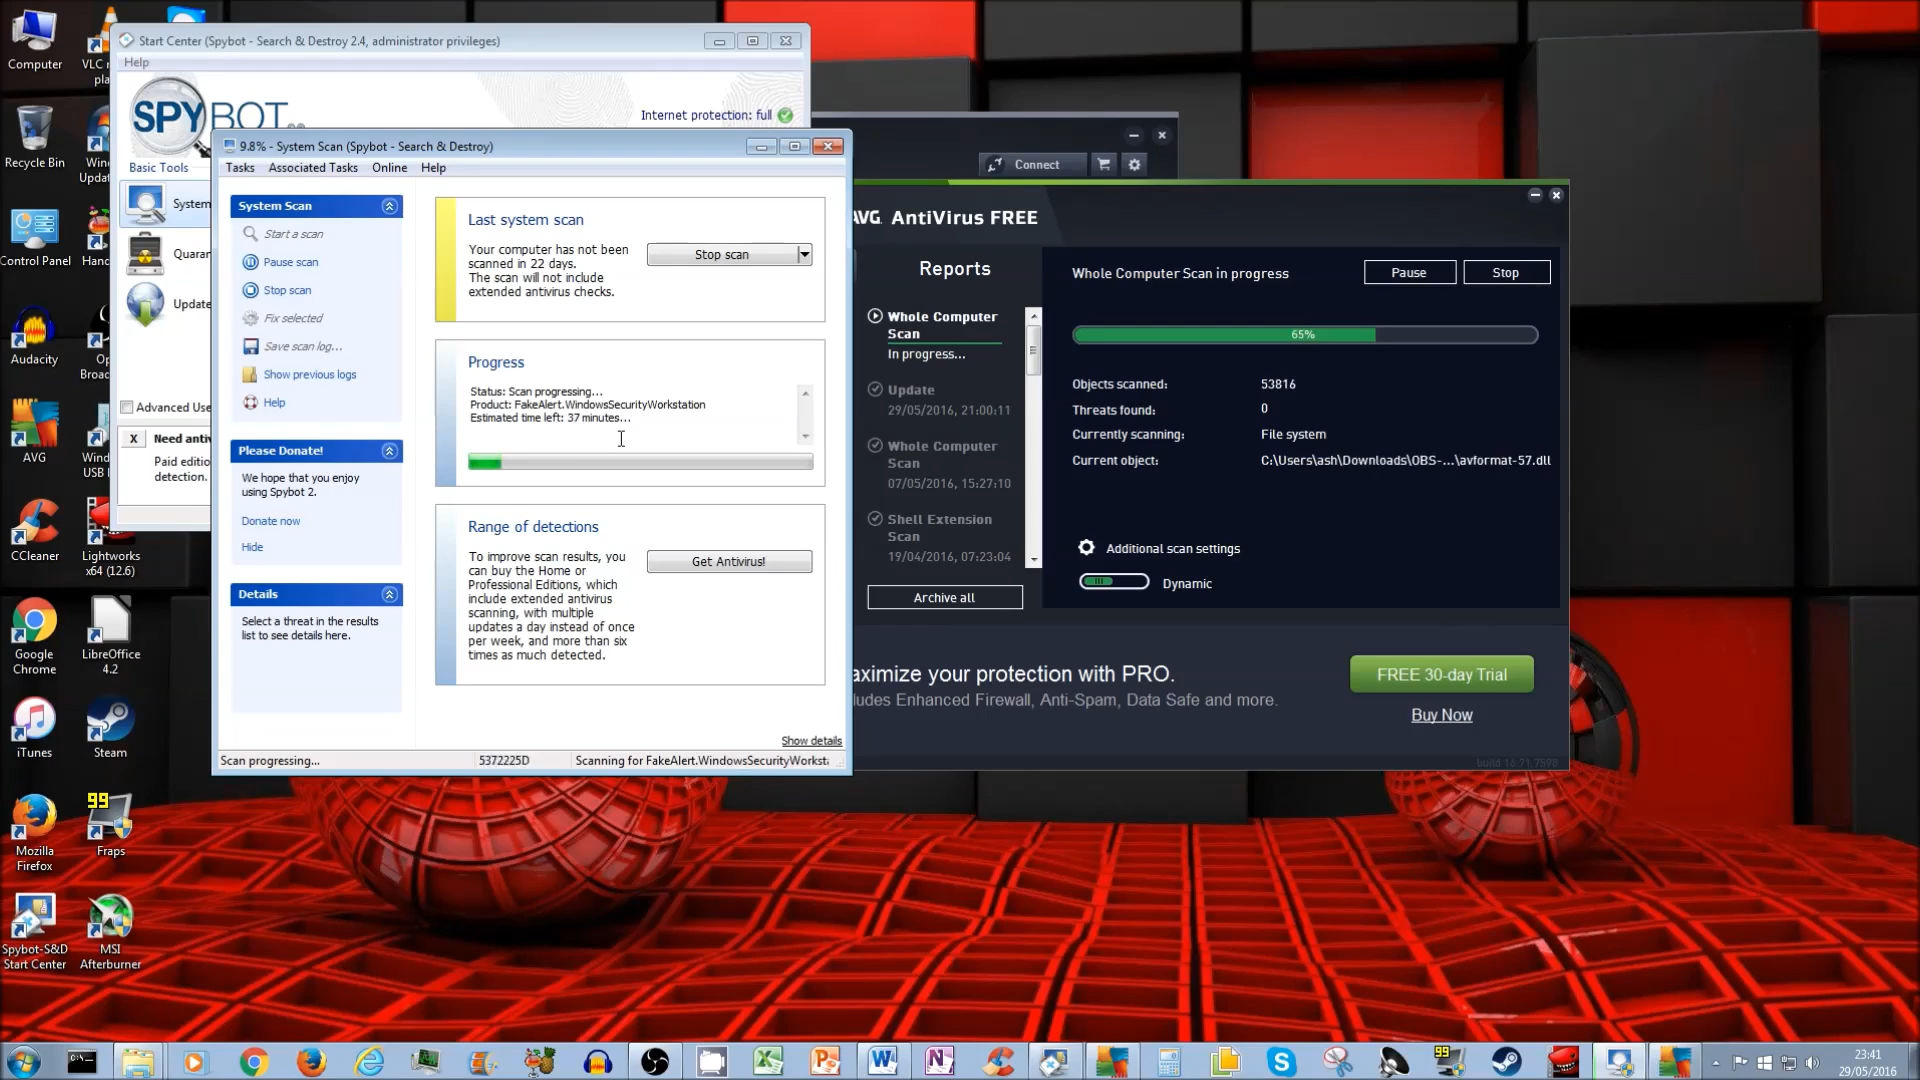 Computer
VLC
pla
Recycle Bin
Wind
Updat
Control Panel
Hand
Audacity
Op
Broad
AVG
Window
USB
CCleaner
Lightworks
x64 (12.6)
Google
Chrome
LibreOffice
4.2
iTunes
Steam
99
Mozilla
Firefox
Fraps
Spybot-S&D
Start Center
MSI
Afterburner
Start Center (Spybot - Search & Destroy 2.4, administrator privileges)
Help
SPYBOT
Internet protection: full
Basic Tools
System
Quaran
Update
Advanced Use
X
Need antiv
Paid editio
detection.
9.8% - System Scan (Spybot - Search & Destroy)
Tasks
Associated Tasks
Online
Help
System Scan
Start a scan
Pause scan
Stop scan
Fix selected
Save scan log...
Show previous logs
Help
Please Donate!
We hope that you enjoy
using Spybot 2.
Donate now
Hide
Details
Select a threat in the results
list to see details here.
Last system scan
Your computer has not been
scanned in 22 days.
The scan will not include
extended antivirus checks.
Stop scan
Progress
Status: Scan progressing...
Product: FakeAlert.WindowsSecurityWorkstation
Estimated time left: 37 minutes...
Range of detections
To improve scan results, you
can buy the Home or
Professional Editions, which
include extended antivirus
scanning, with multiple
updates a day instead of once
per week, and more than six
times as much detected.
Get Antivirus!
Show details
Scan progressing...
5372225D
Scanning for FakeAlert.WindowsSecurityWorksta
Connect
AVG. AntiVirus FREE
Reports
Whole Computer
Scan
In progress...
Update
29/05/2016, 21:00:11
Whole Computer
Scan
07/05/2016, 15:27:10
Shell Extension
Scan
19/04/2016, 07:23:04
Archive all
Whole Computer Scan in progress
Pause
Stop
65%
Objects scanned: 53816
Threats found: 0
Currently scanning: File system
Current object: C:\Users\ash\Downloads\OBS-...\avformat-57.dll
Additional scan settings
Dynamic
aximize your protection with PRO.
ludes Enhanced Firewall, Anti-Spam, Data Safe and more.
FREE 30-day Trial
Buy Now
build 16.71.7598
99
23:41
29/05/2016